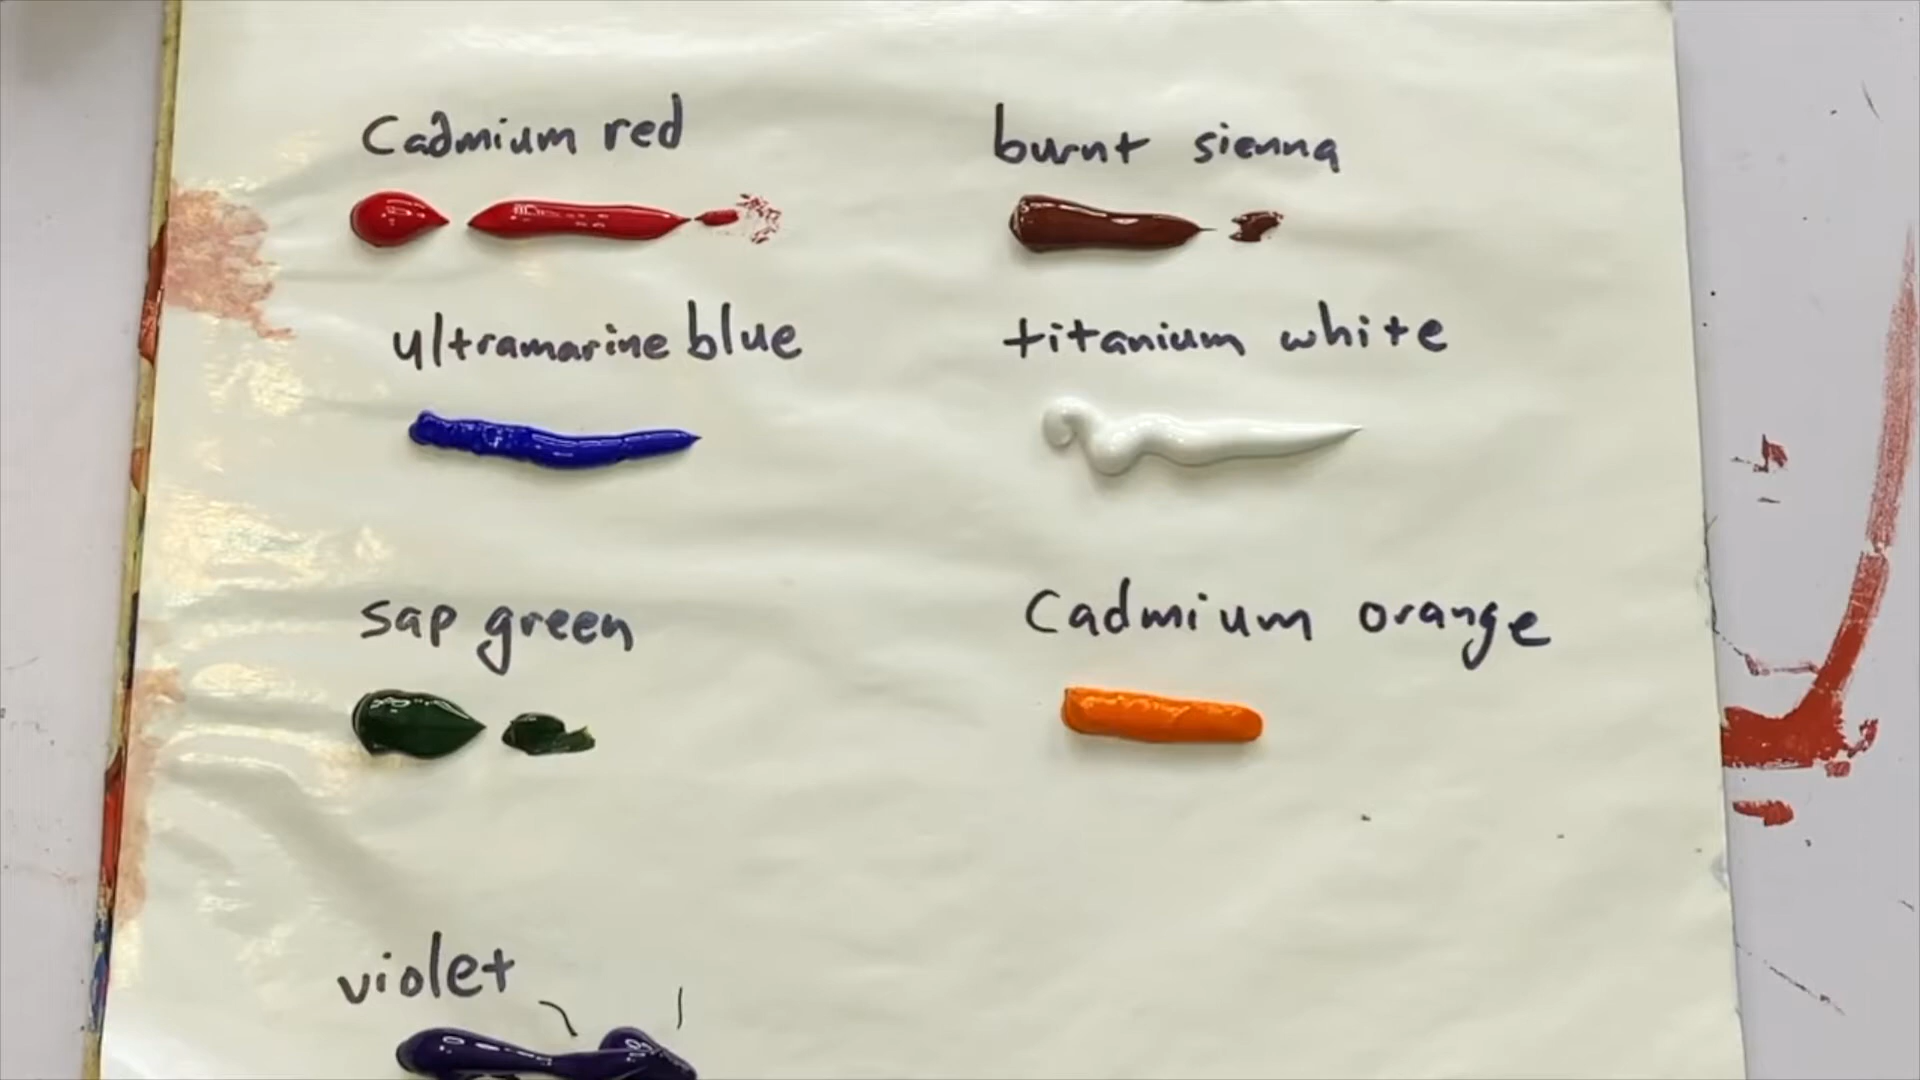 Cadmium red
burnt sienna
ultramarine blue
titanium white
sap green
Cadmium orange
violet